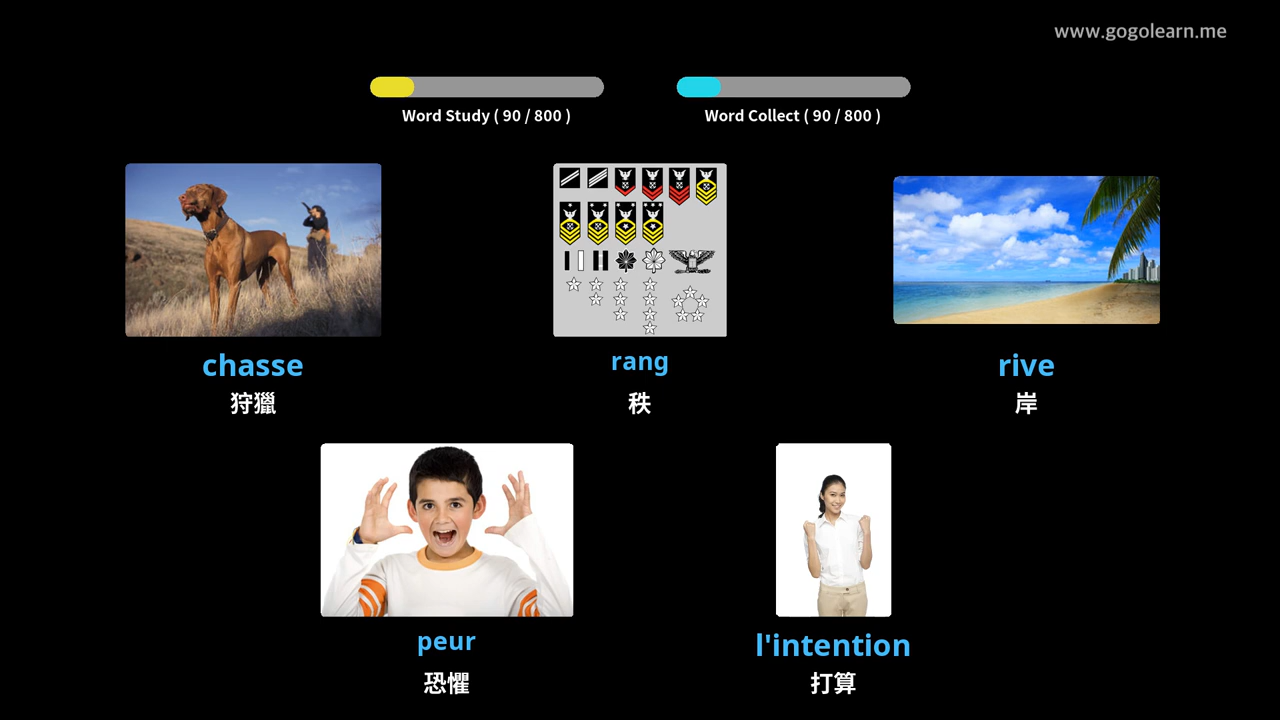 www.gogolearn.me
Word Study ( 90 / 800 )
Word Collect ( 90 / 800 )
chasse
狩獵
rang
秩
rive
岸
peur
恐懼
l'intention
打算